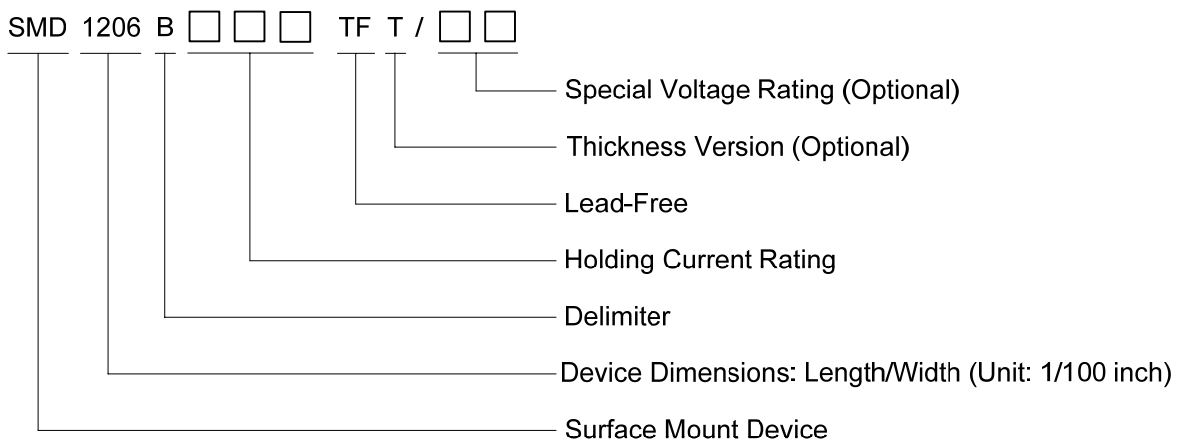 SMD 1206 B □ □ □ TF T / □ □
Special Voltage Rating (Optional)
Thickness Version (Optional)
Lead-Free
Holding Current Rating
Delimiter
Device Dimensions: Length/Width (Unit: 1/100 inch)
Surface Mount Device